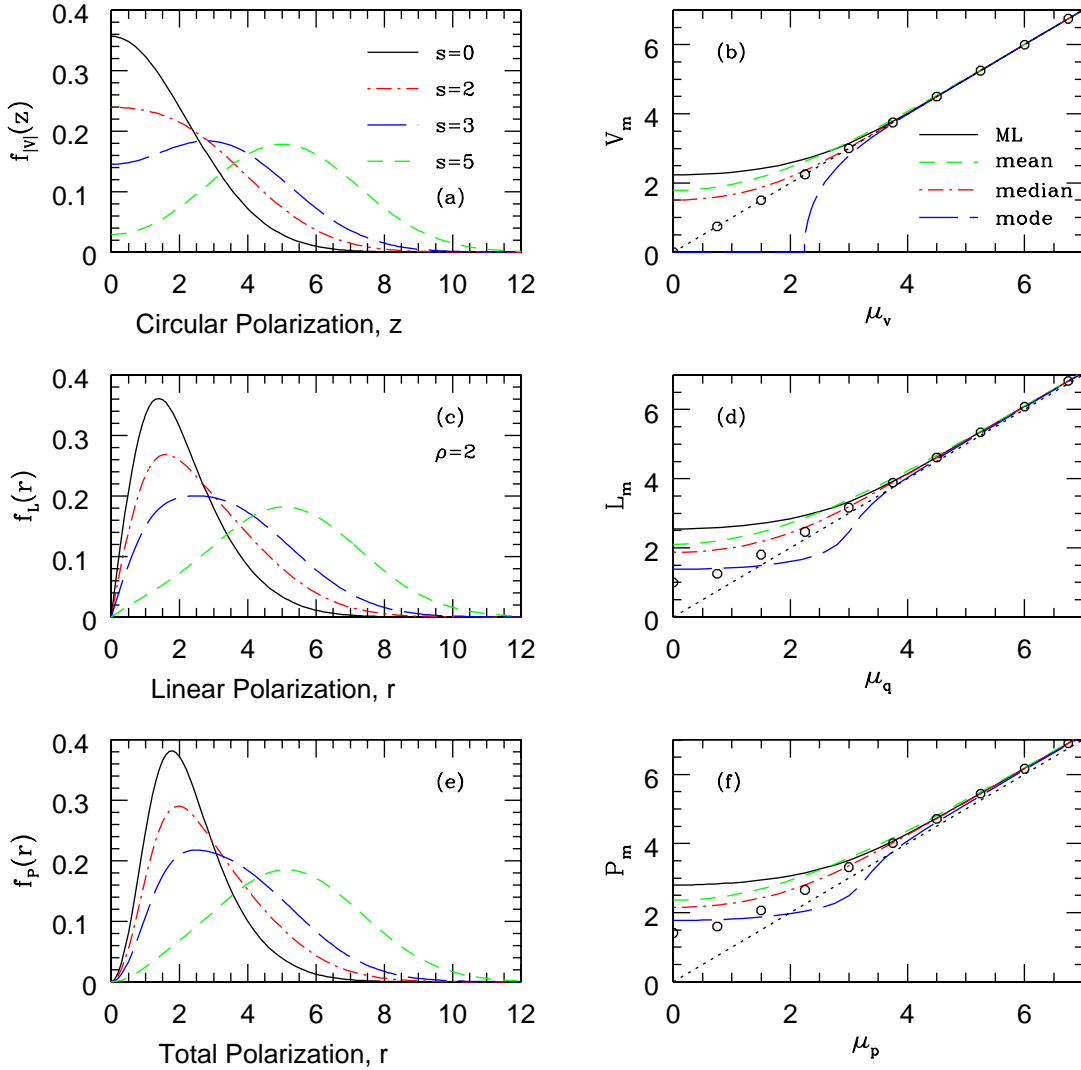 0.4
0.3
0.2
0.1
0
f|v|(z)
s=0
s=2
s=3
s=5
(a)
0 2 4 6 8 10 12
Circular Polarization, z
6
4
2
0
Vm
(b)
ML
mean
median
mode
0 2 4 6
μv
0.4
0.3
0.2
0.1
0
fL(r)
(c)
ρ=2
0 2 4 6 8 10 12
Linear Polarization, r
6
4
2
0
Lm
(d)
0 2 4 6
μq
0.4
0.3
0.2
0.1
0
fP(r)
(e)
0 2 4 6 8 10 12
Total Polarization, r
6
4
2
0
Pm
(f)
0 2 4 6
μp